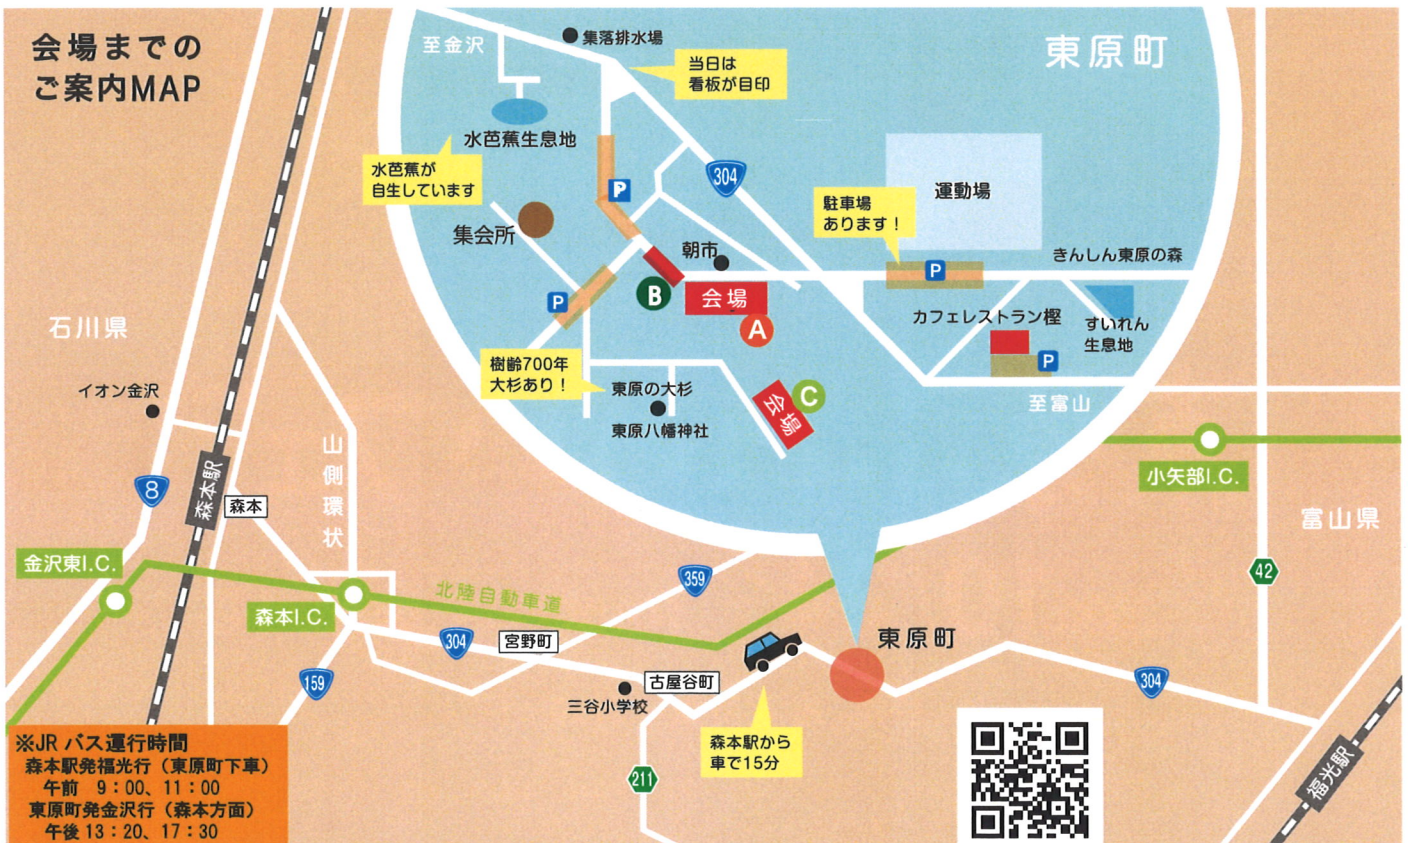 会場までの
ご案内MAP
東原町
至金沢
集落排水場
当日は
看板が目印
水芭蕉生息地
水芭蕉が
自生しています
P
304
運動場
駐車場
あります！
集会所
朝市
きんしん東原の森
P
B
会場
A
P
カフェレストラン樫
すいれん
生息地
P
樹齢700年
大杉あり！
東原の大杉
東原八幡神社
会場
C
至富山
石川県
イオン金沢
山側環状
8
森本駅
森本
小矢部I.C.
富山県
金沢東I.C.
森本I.C.
北陸自動車道
359
42
304
宮野町
東原町
159
三谷小学校
古屋谷町
304
森本駅から
車で15分
211
福光駅
※JRバス運行時間
森本駅発福光行（東原町下車）
午前 9：00、11：00
東原町発金沢行（森本方面）
午後 13：20、17：30